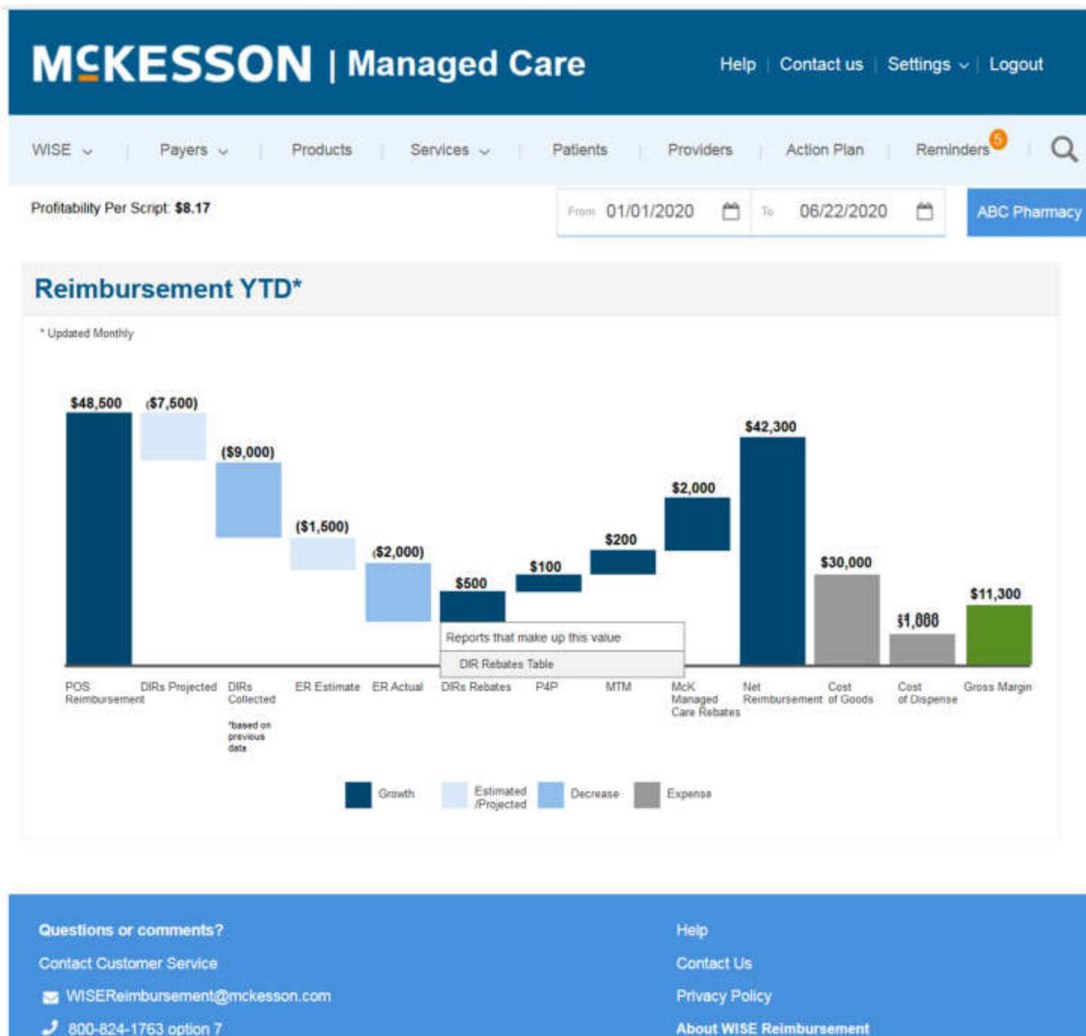 MCKESSON | Managed Care
Help | Contact us | Settings | Logout
WISE | Payers | Products | Services | Patients | Providers | Action Plan | Reminders 5
Profitability Per Script: $8.17
From 01/01/2020 To 06/22/2020
ABC Pharmacy
Reimbursement YTD*
* Updated Monthly
$48,500
($7,500)
($9,000)
($1,500)
($2,000)
$500
$100
$200
$2,000
$42,300
$30,000
$11,300
Reports that make up this value
DIR Rebates Table
POS
Reimbursement
DIRs Projected
DIRs
Collected
*based on
previous
data
ER Estimate
ER Actual
DIRs Rebates
P4P
MTM
McK
Managed
Care Rebates
Net
Reimbursement
Cost
of Goods
Cost
of Dispense
Gross Margin
Growth
Estimated
/Projected
Decrease
Expense
Questions or comments?
Contact Customer Service
WISEReimbursement@mckesson.com
800-824-1763 option 7
Help
Contact Us
Privacy Policy
About WISE Reimbursement